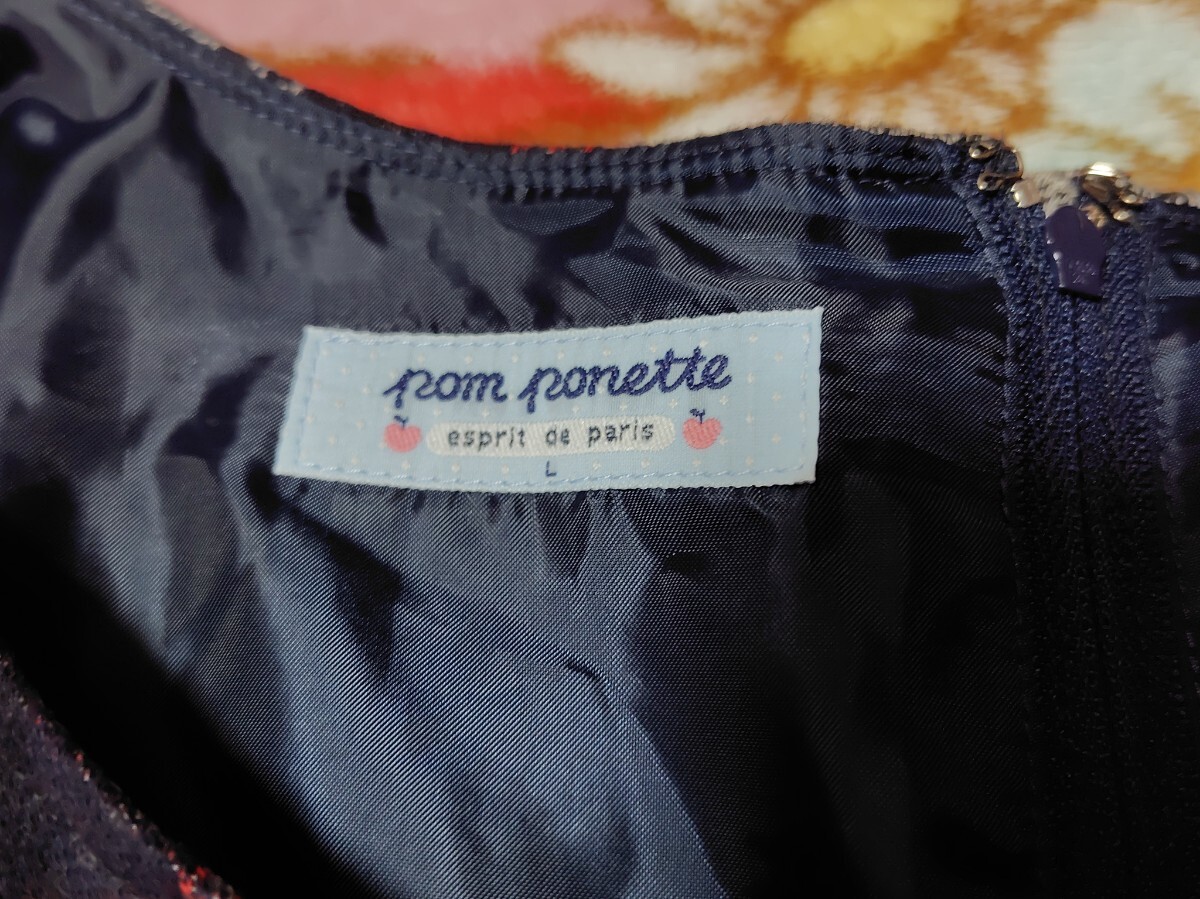 pom ponette
esprit de paris
L